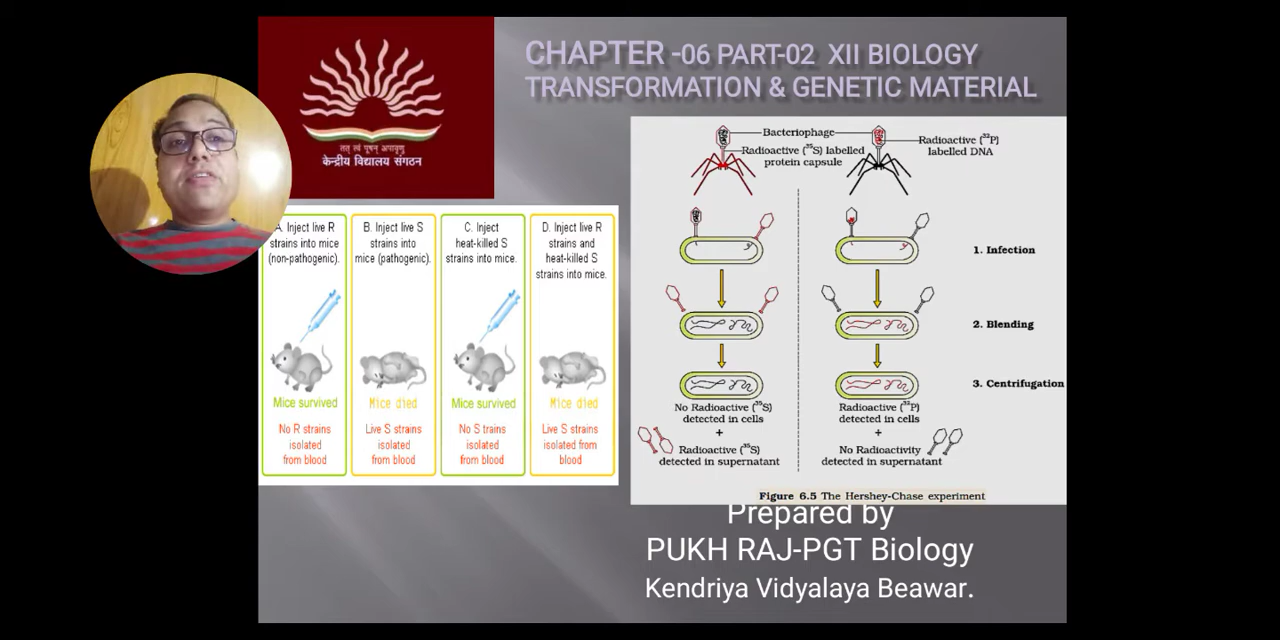 CHAPTER -06 PART-02 XII BIOLOGY
TRANSFORMATION & GENETIC MATERIAL
तत् त्वं पूषन् अपावृणु
केन्द्रीय विद्यालय संगठन
A. Inject live R
strains into mice
(non-pathogenic).
Mice survived
No R strains
isolated
from blood
B. Inject live S
strains into
mice (pathogenic).
Mice died
Live S strains
isolated
from blood
C. Inject
heat-killed S
strains into mice.
Mice survived
No S trains
isolated
from blood
D. Inject live R
strains and
heat-killed S
strains into mice.
Mice died
Live S strains
isolated from
blood
Bacteriophage
Radioactive (³⁵S) labelled
protein capsule
Radioactive (³²P)
labelled DNA
1. Infection
2. Blending
3. Centrifugation
No Radioactive (³⁵S)
detected in cells
+
Radioactive (³⁵S)
detected in supernatant
Radioactive (³²P)
detected in cells
+
No Radioactivity
detected in supernatant
Figure 6.5 The Hershey-Chase experiment
Prepared by
PUKH RAJ-PGT Biology
Kendriya Vidyalaya Beawar.